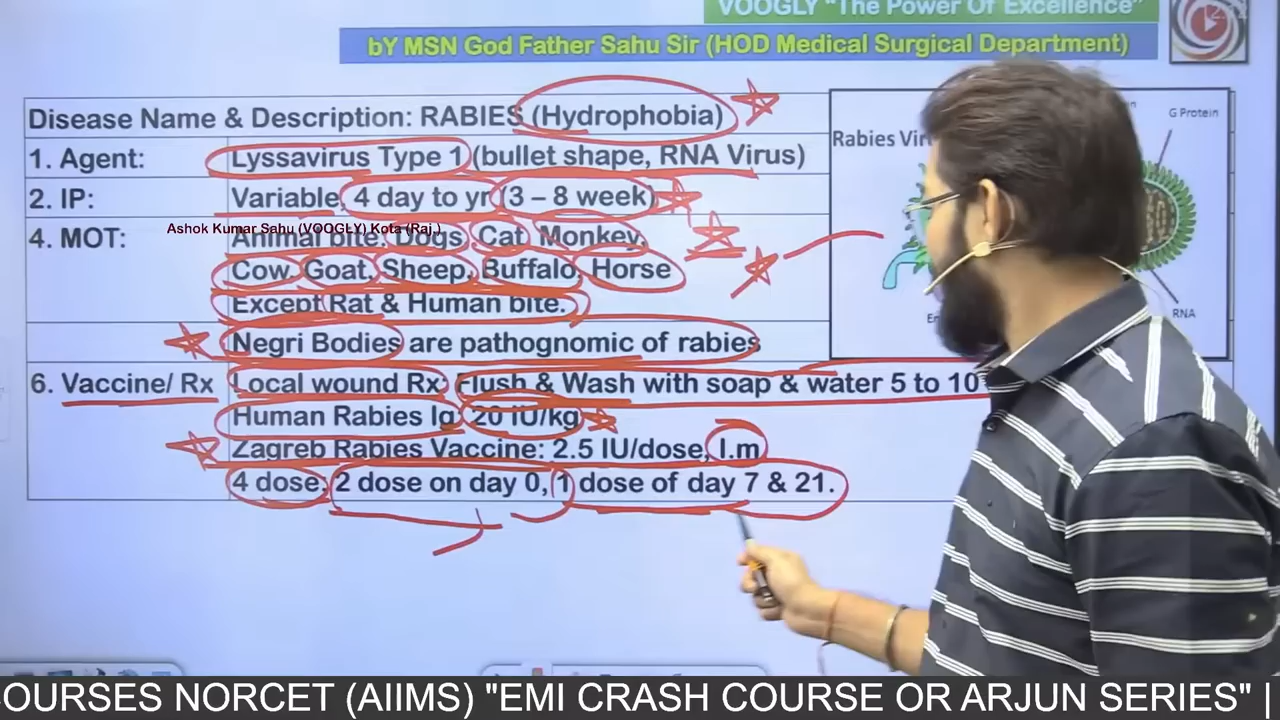 VOOGLY "The Power Of Excellence"
bY MSN God Father Sahu Sir (HOD Medical Surgical Department)
Disease Name & Description: RABIES (Hydrophobia)
1. Agent: Lyssavirus Type 1 (bullet shape, RNA Virus)
2. IP: Variable, 4 day to yr (3 – 8 week)
Ashok Kumar Sahu (VOOGLY) Kota (Raj.)
4. MOT: Animal bite, Dogs, Cat, Monkey,
Cow, Goat, Sheep, Buffalo, Horse
Except Rat & Human bite.
Negri Bodies are pathognomic of rabies
6. Vaccine/ Rx Local wound Rx: Flush & Wash with soap & water 5 to 10
Human Rabies Ig 20 IU/kg
Zagreb Rabies Vaccine: 2.5 IU/dose, I.m
4 dose, 2 dose on day 0, 1 dose of day 7 & 21.
Rabies
G Protein
RNA
COURSES NORCET (AIIMS) "EMI CRASH COURSE OR ARJUN SERIES" |